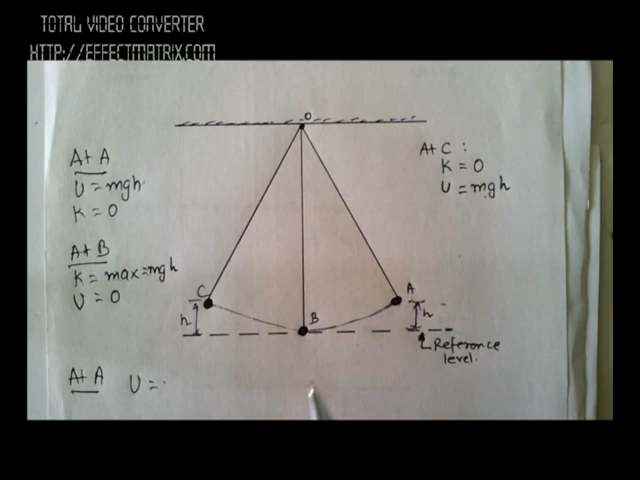 TOTAL VIDEO CONVERTER
HTTP://EFFECTMATRIX.COM
O
At A
U = mgh
K = 0
At C :
K = 0
U = mgh
At B
K = max = mgh
U = 0
C
A
h
h
B
Reference
level.
At A U =